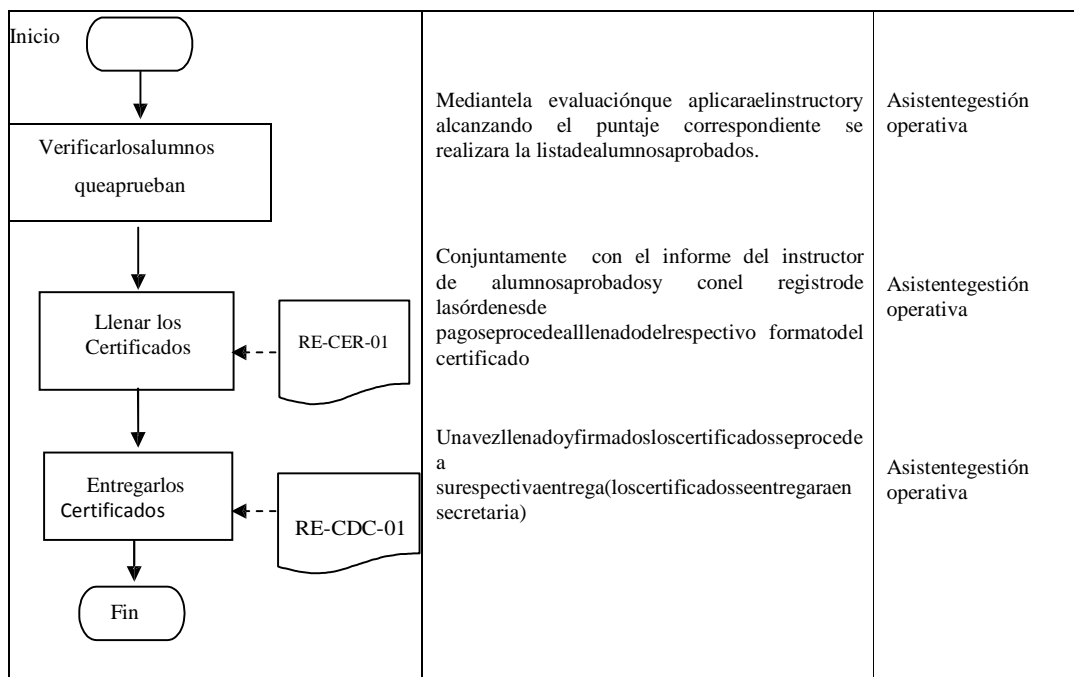 Inicio
Verificarlosalumnos
queaprueban
Mediantela evaluaciónque aplicaraelinstructory
alcanzando el puntaje correspondiente se
realizara la listadealumnosaprobados.
Asistentegestión
operativa
Llenar los
Certificados
RE-CER-01
Conjuntamente con el informe del instructor
de alumnosaprobadosy conel registrode
lasórdenesde
pagoseprocedealllenadodelrespectivo formatodel
certificado
Asistentegestión
operativa
Entregarlos
Certificados
RE-CDC-01
Unavezllenadoyfirmadosloscertificadosseprocede
a
surespectivaentrega(loscertificadosseentregaraen
secretaria)
Asistentegestión
operativa
Fin